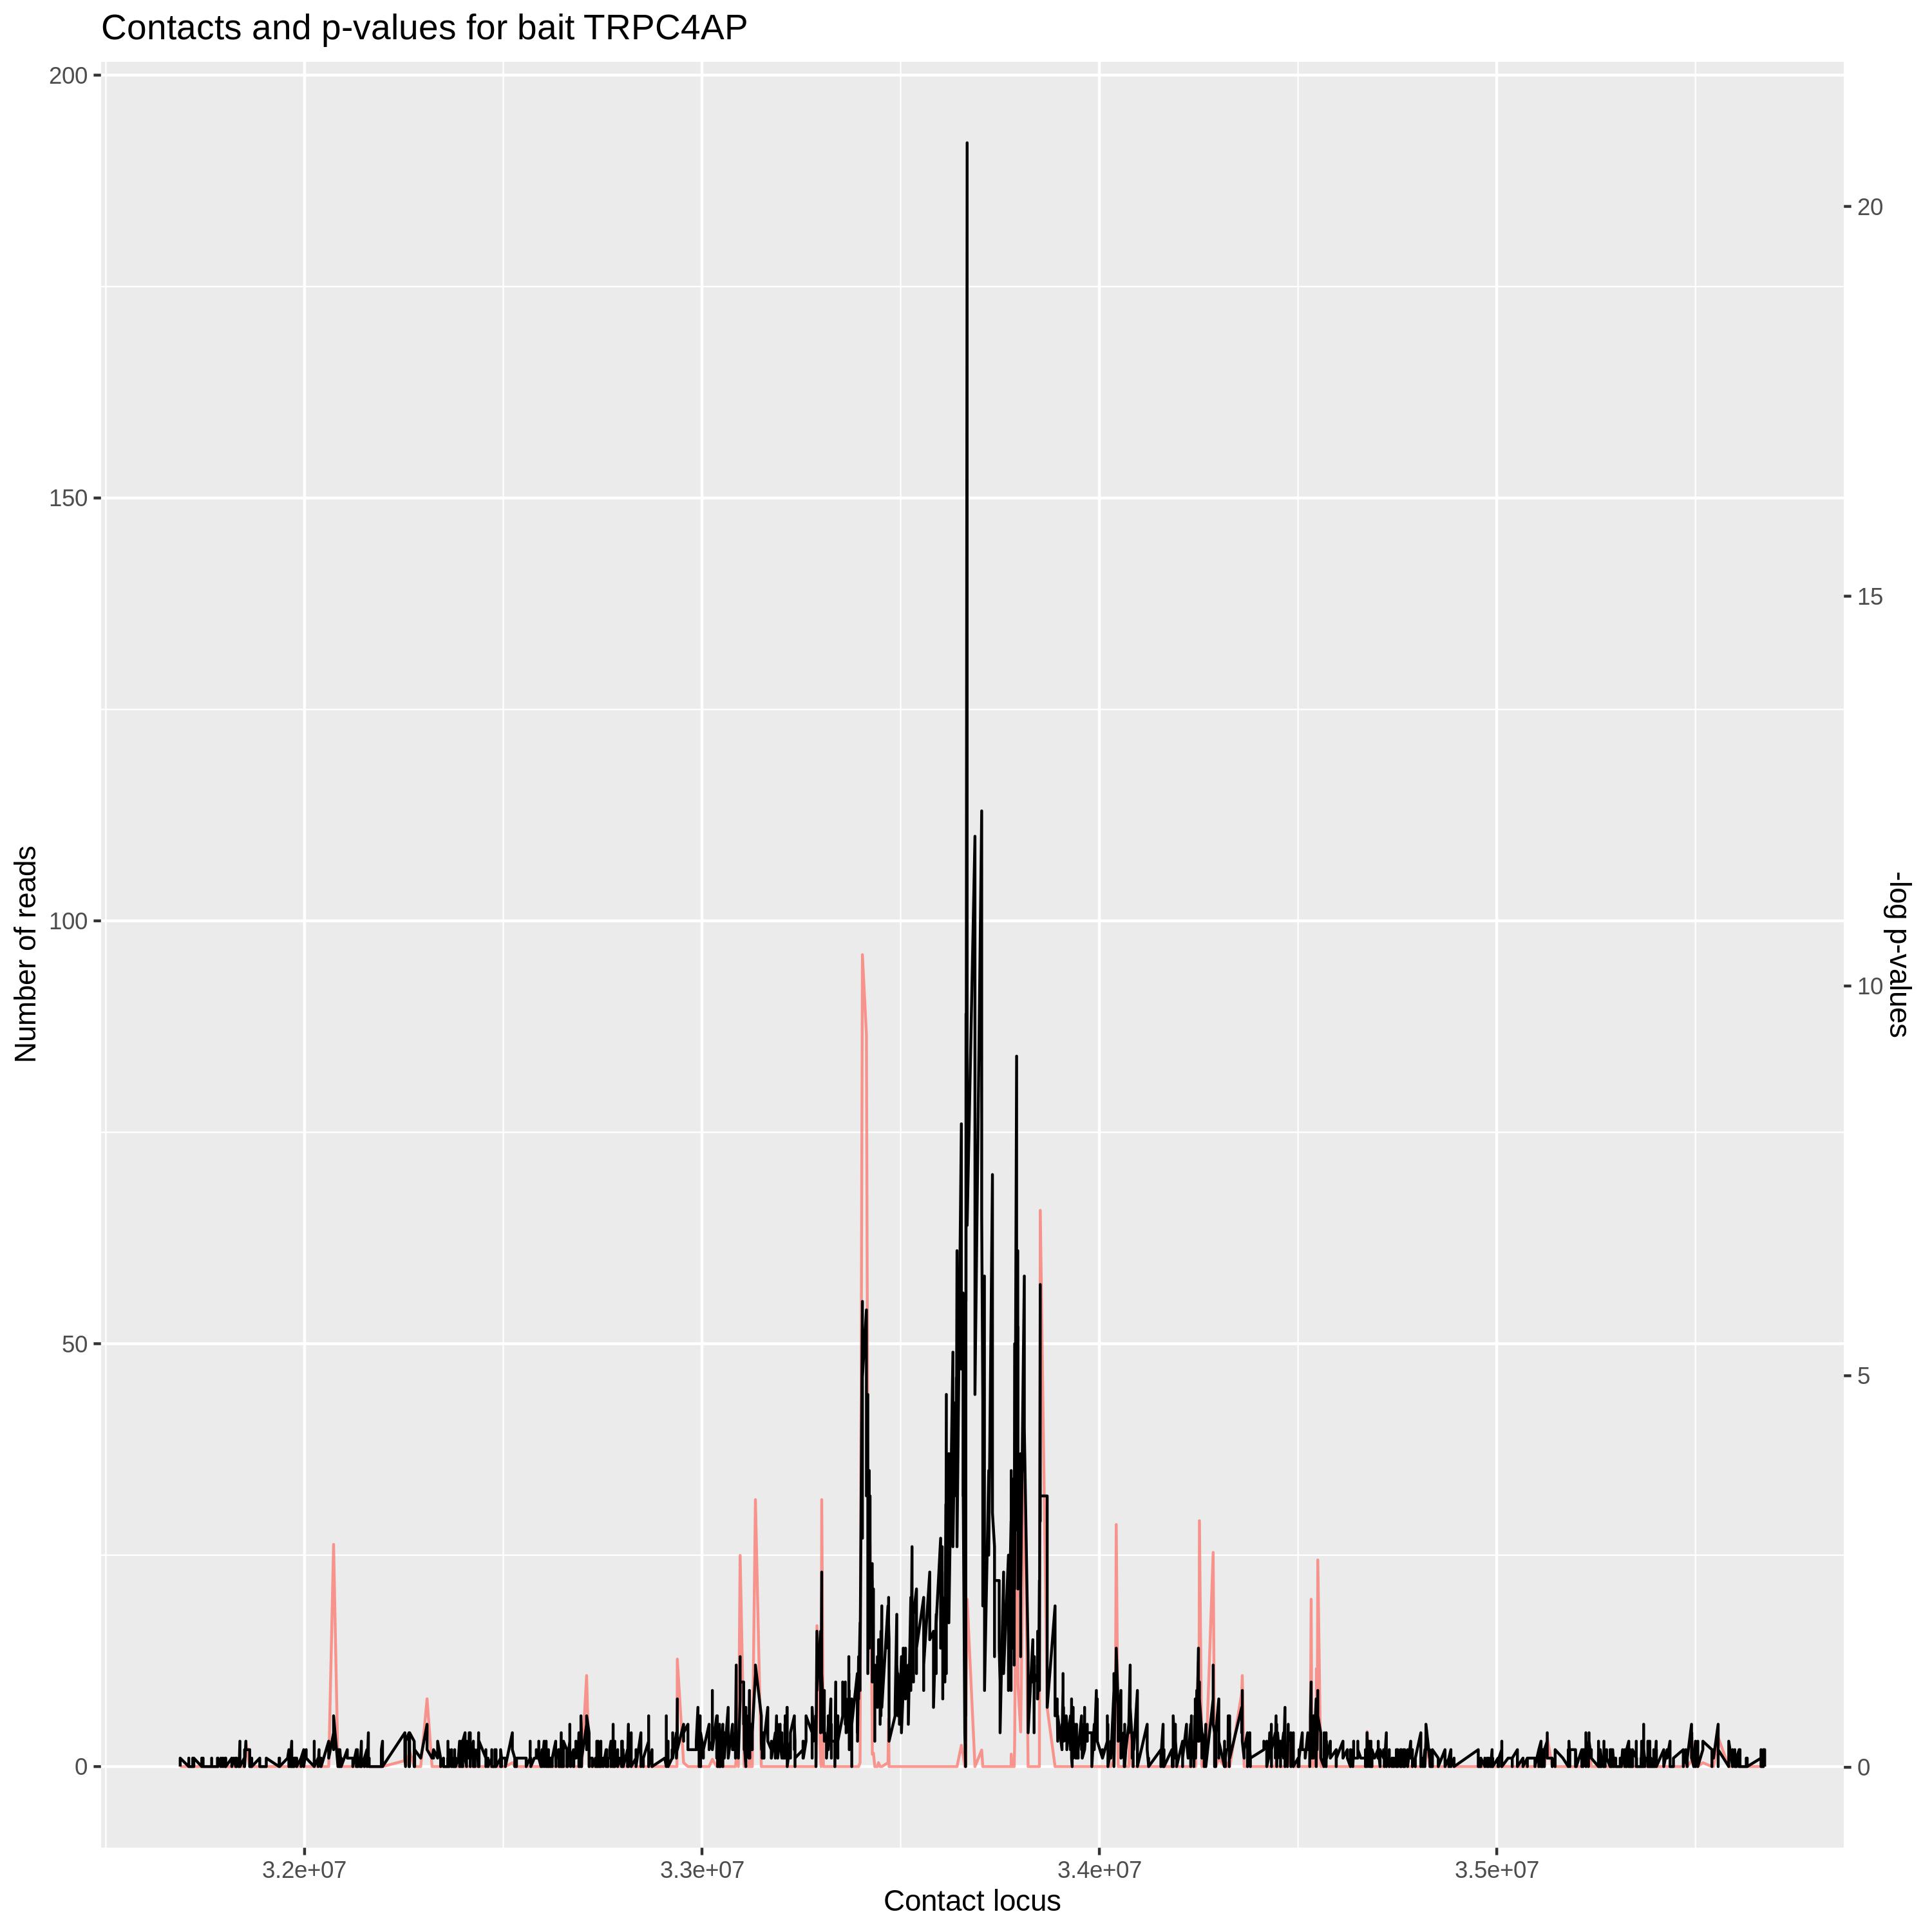 Contacts and p-values for bait TRPC4AP
200
150
100
50
0
Number of reads
20
15
10
5
0
-log p-values
3.2e+07
3.3e+07
3.4e+07
3.5e+07
Contact locus